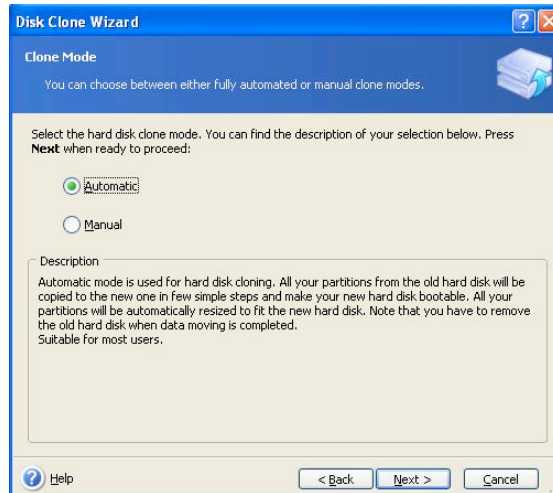 Disk Clone Wizard
Clone Mode
You can choose between either fully automated or manual clone modes.
Select the hard disk clone mode. You can find the description of your selection below. Press
Next when ready to proceed:
Automatic
Manual
Description
Automatic mode is used for hard disk cloning. All your partitions from the old hard disk will be
copied to the new one in few simple steps and make your new hard disk bootable. All your
partitions will be automatically resized to fit the new hard disk. Note that you have to remove
the old hard disk when data moving is completed.
Suitable for most users.
Help
< Back
Next >
Cancel